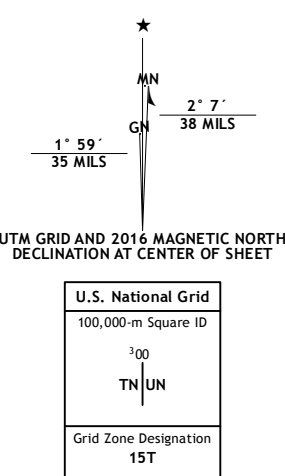 ★
MN
GN
2° 7´
38 MILS
1° 59´
35 MILS
UTM GRID AND 2016 MAGNETIC NORTH
DECLINATION AT CENTER OF SHEET
U.S. National Grid
100,000-m Square ID
³00
TN UN
Grid Zone Designation
15T